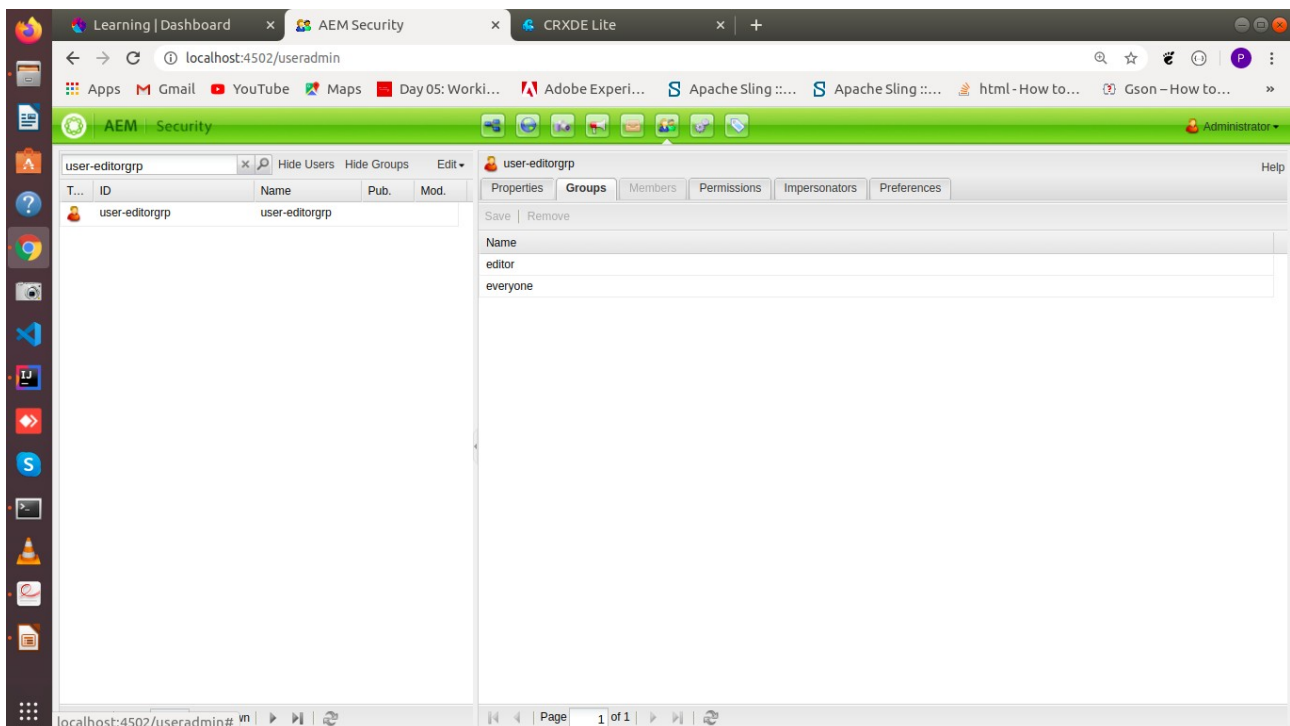 Learning | Dashboard × AEM Security × CRXDE Lite × +
localhost:4502/useradmin P
Apps M Gmail YouTube Maps Day 05: Worki... Adobe Experi... S Apache Sling ::... S Apache Sling ::... html - How to... Gson – How to... »
AEM Security Administrator
user-editorgrp × Hide Users Hide Groups Edit
user-editorgrp Help
T... ID Name Pub. Mod.
Properties Groups Members Permissions Impersonators Preferences
user-editorgrp user-editorgrp
Save | Remove
Name
editor
everyone
localhost:4502/useradmin#
Page 1 of 1